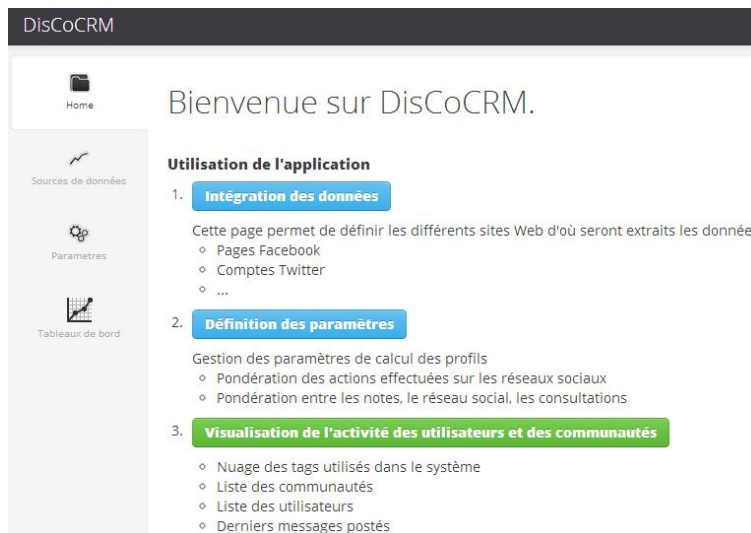 DisCoCRM
Home
Sources de données
Parametres
Tableaux de bord
Bienvenue sur DisCoCRM.
Utilisation de l'application
1. Intégration des données
Cette page permet de définir les différents sites Web d'où seront extraits les donnée
Pages Facebook
Comptes Twitter
...
2. Définition des paramètres
Gestion des paramètres de calcul des profils
Pondération des actions effectuées sur les réseaux sociaux
Pondération entre les notes, le réseau social, les consultations
3. Visualisation de l'activité des utilisateurs et des communautés
Nuage des tags utilisés dans le système
Liste des communautés
Liste des utilisateurs
Derniers messages postés